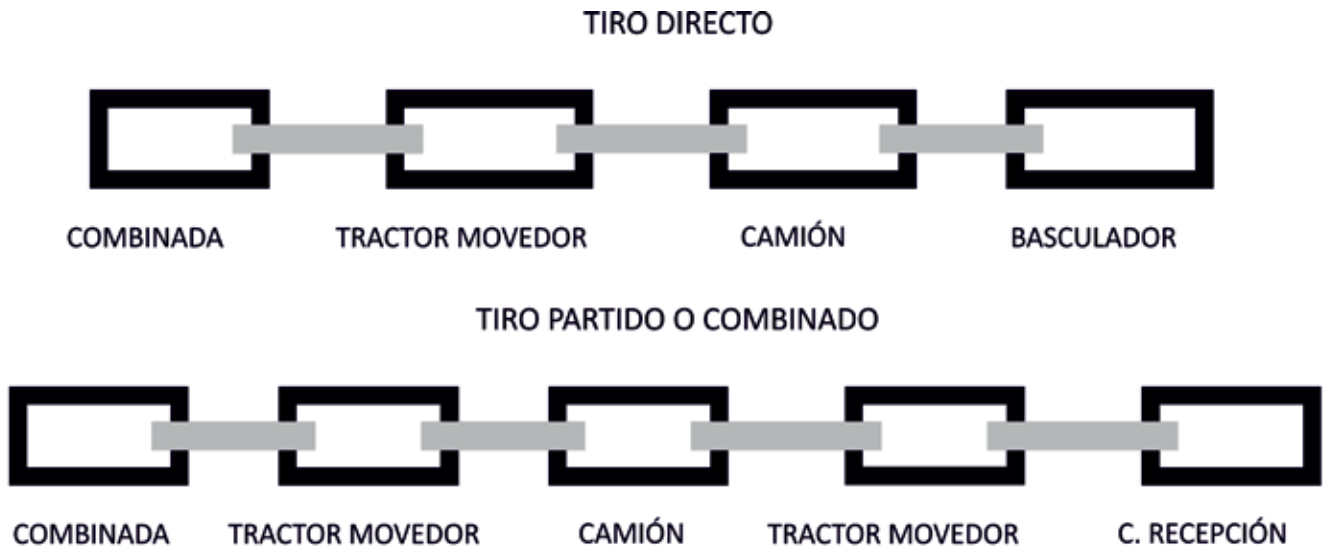 TIRO DIRECTO
COMBINADA TRACTOR MOVEDOR CAMIÓN BASCULADOR
TIRO PARTIDO O COMBINADO
COMBINADA TRACTOR MOVEDOR CAMIÓN TRACTOR MOVEDOR C. RECEPCIÓN